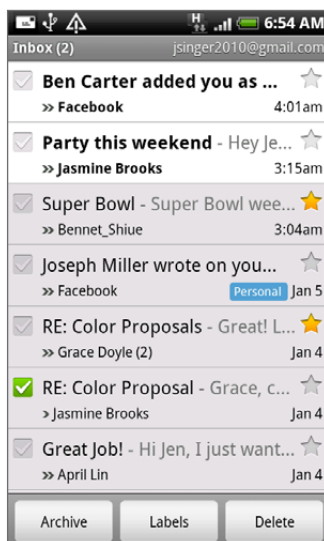 H 6:54 AM
Inbox (2) jsinger2010@gmail.com
Ben Carter added you as ...
» Facebook 4:01am
Party this weekend - Hey Je...
» Jasmine Brooks 3:15am
Super Bowl - Super Bowl wee...
» Bennet_Shiue 3:04am
Joseph Miller wrote on you...
» Facebook Personal Jan 5
RE: Color Proposals - Great! L...
» Grace Doyle (2) Jan 4
RE: Color Proposal - Grace, c...
› Jasmine Brooks Jan 4
Great Job! - Hi Jen, I just want...
» April Lin Jan 4
Archive Labels Delete